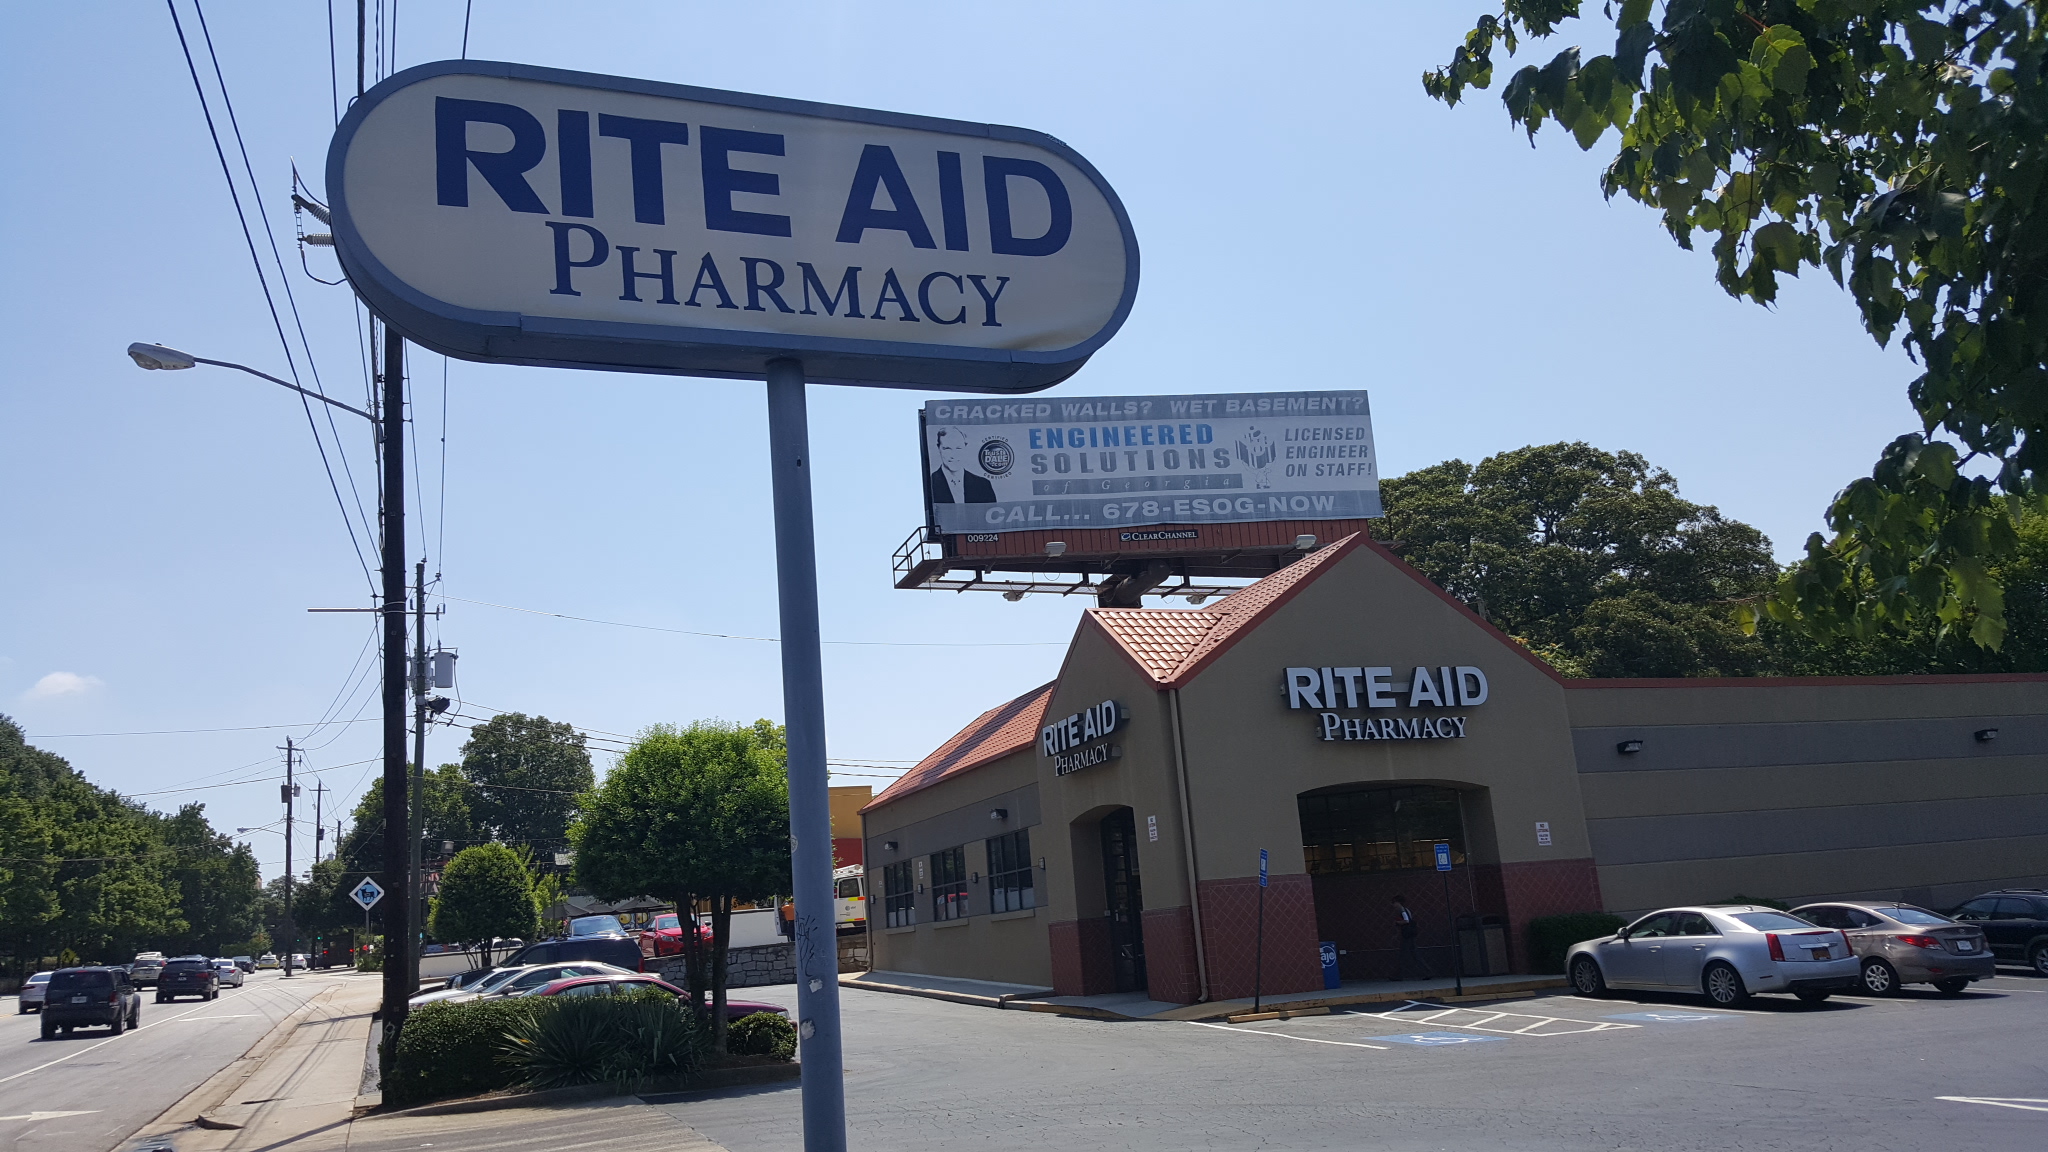 RITE AID
PHARMACY
CRACKED WALLS? WET BASEMENT?
ENGINEERED
SOLUTIONS
of Georgia
LICENSED
ENGINEER
ON STAFF!
CALL... 678-ESOG-NOW
009224
CLEARCHANNEL
RITE AID
PHARMACY
RITE AID
PHARMACY